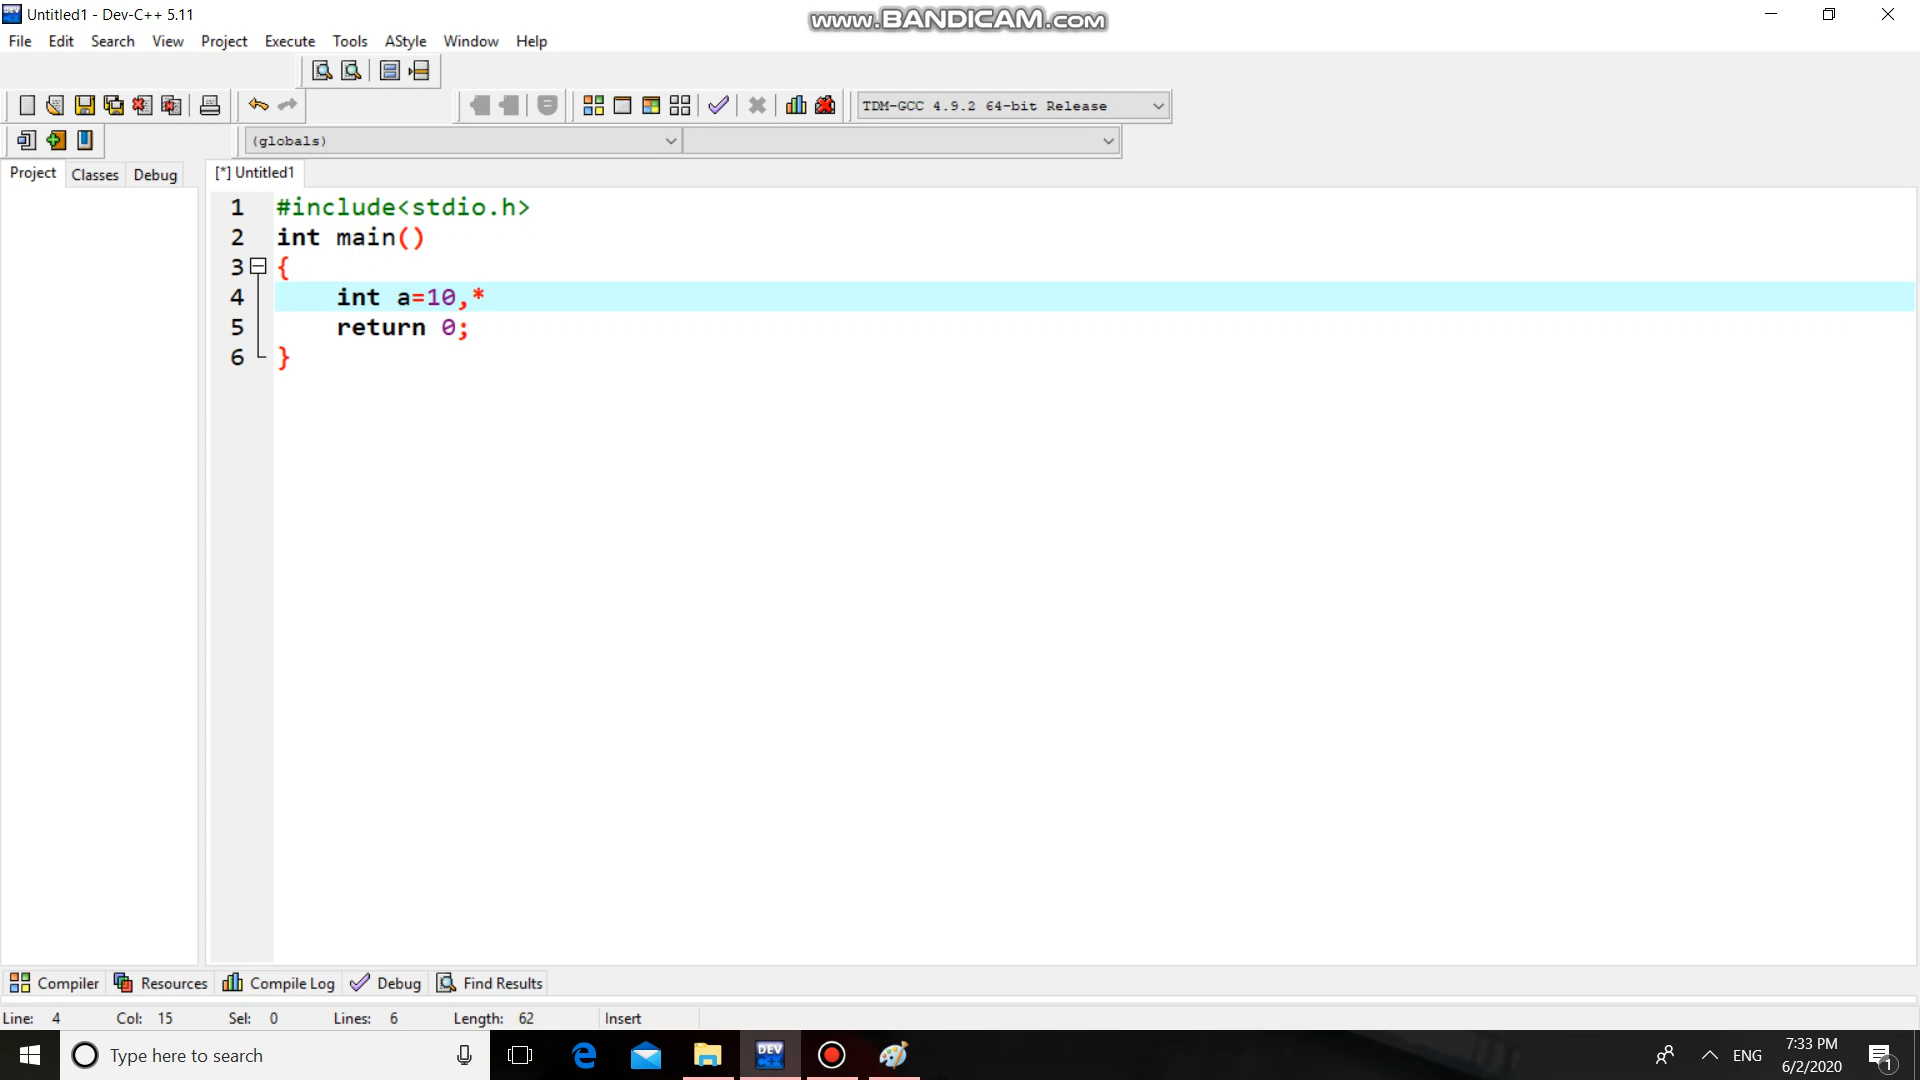 Untitled1 - Dev-C++ 5.11
www.BANDICAM.com
File Edit Search View Project Execute Tools AStyle Window Help
TDM-GCC 4.9.2 64-bit Release
(globals)
Project Classes Debug [*] Untitled1
1 #include<stdio.h>
2 int main()
3 {
4 int a=10,*
5 return 0;
6 }
Compiler Resources Compile Log Debug Find Results
Line: 4 Col: 15 Sel: 0 Lines: 6 Length: 62 Insert
Type here to search
DEV
ENG
7:33 PM
6/2/2020
1